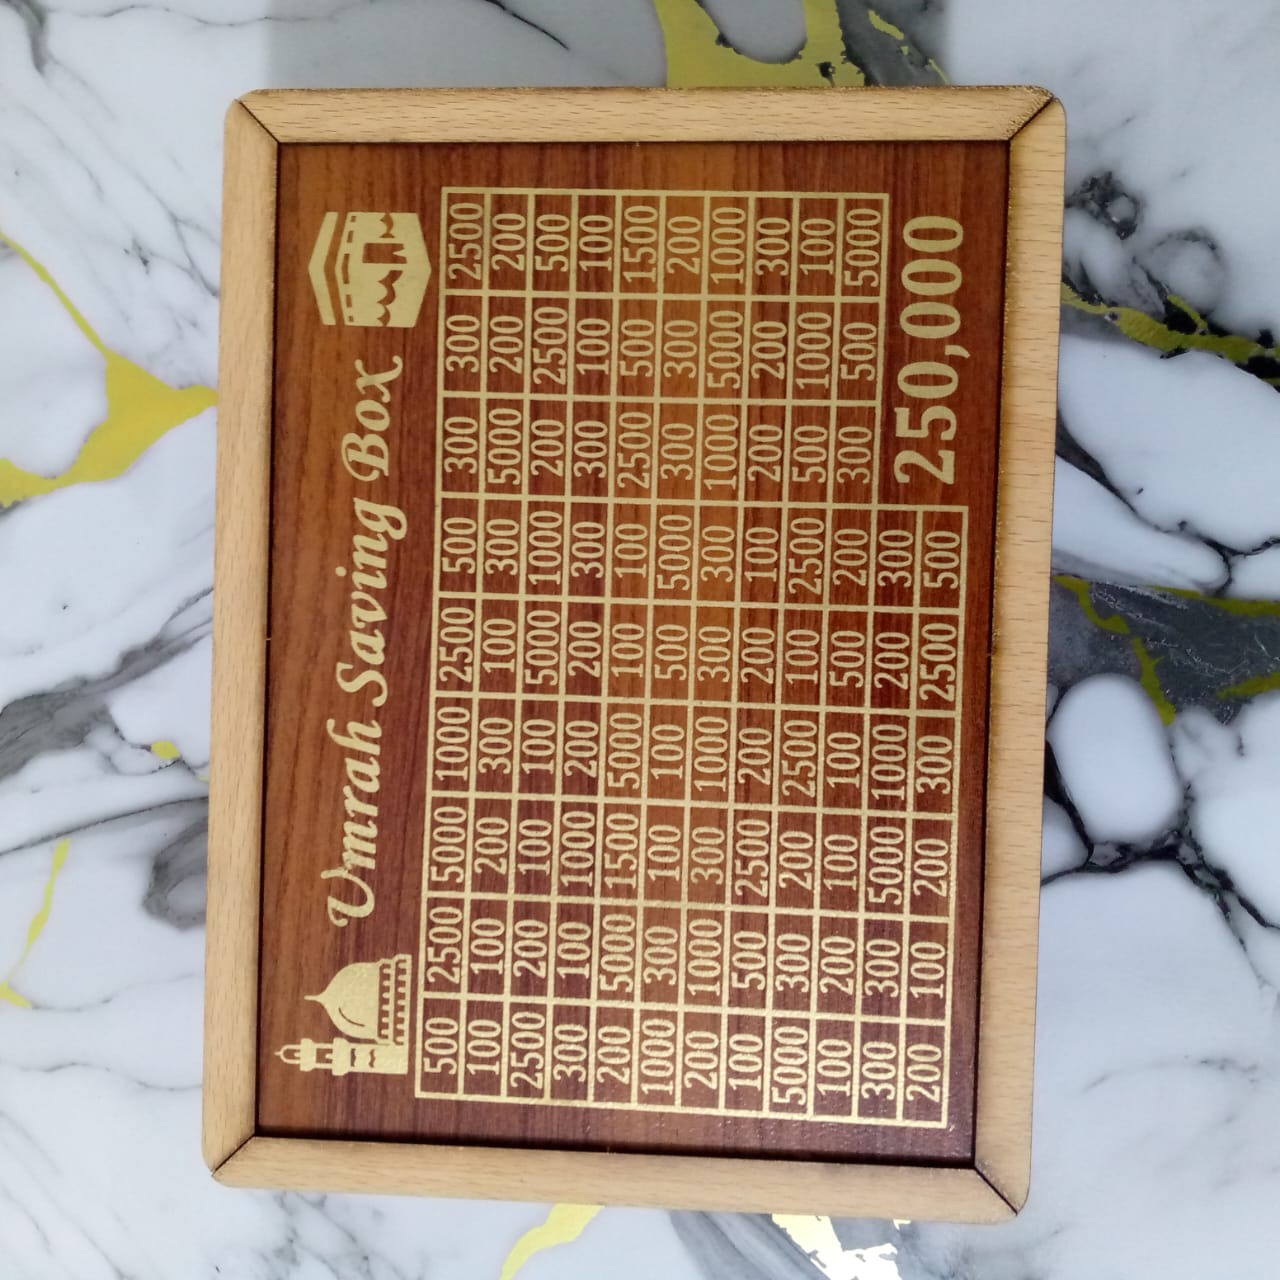 Umrah Saving Box
500 2500 5000 1000 2500 500 300 300 2500
100 100 200 300 100 300 5000 200 200
2500 200 100 100 5000 1000 200 2500 500
300 100 1000 200 200 300 300 100 100
200 5000 1500 5000 100 100 2500 500 1500
1000 300 100 100 500 5000 300 300 200
200 1000 300 1000 300 300 1000 5000 1000
100 500 2500 200 200 100 200 200 300
5000 300 200 2500 100 2500 500 1000 100
100 200 100 100 500 200 300 500 5000
300 300 5000 1000 200 300
200 100 200 300 2500 500
250,000